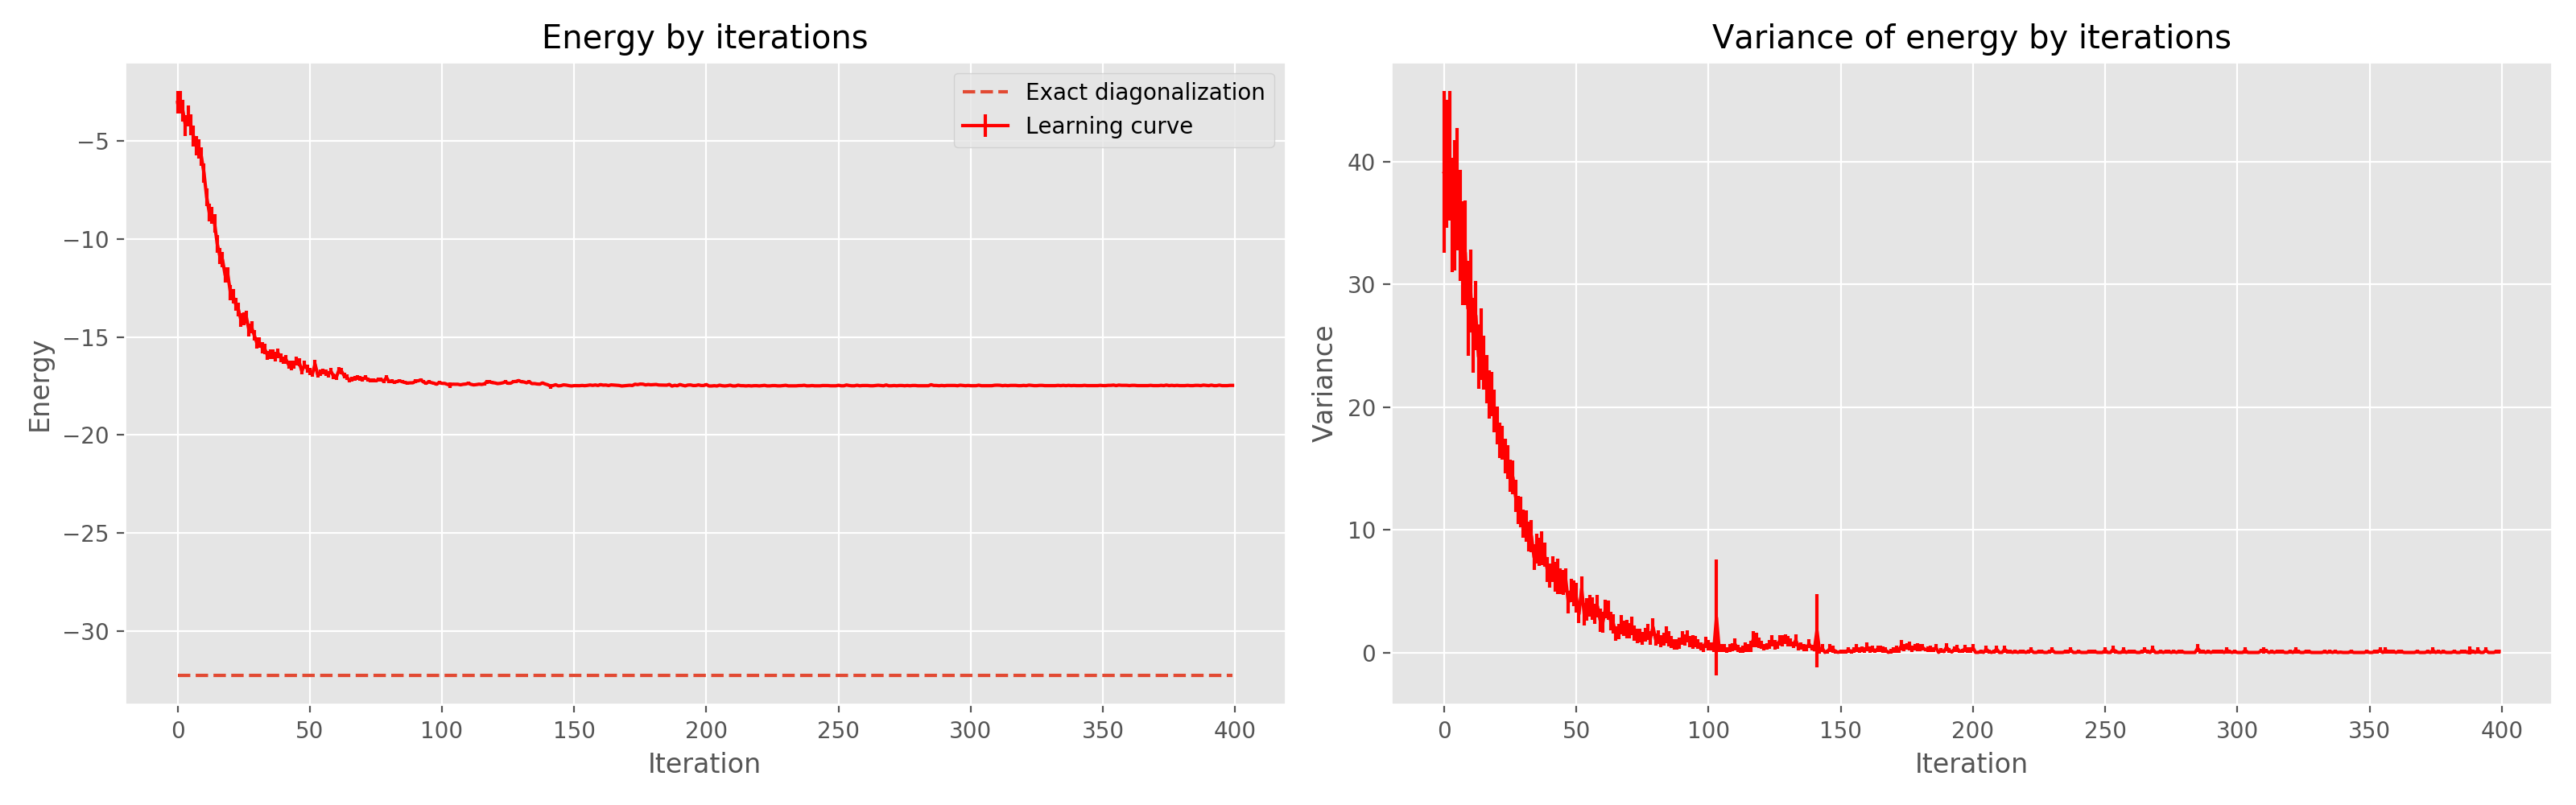 Energy by iterations
Exact diagonalization
Learning curve
−5
−10
−15
−20
−25
−30
Energy
0 50 100 150 200 250 300 350 400
Iteration
Variance of energy by iterations
40
30
20
10
0
Variance
0 50 100 150 200 250 300 350 400
Iteration